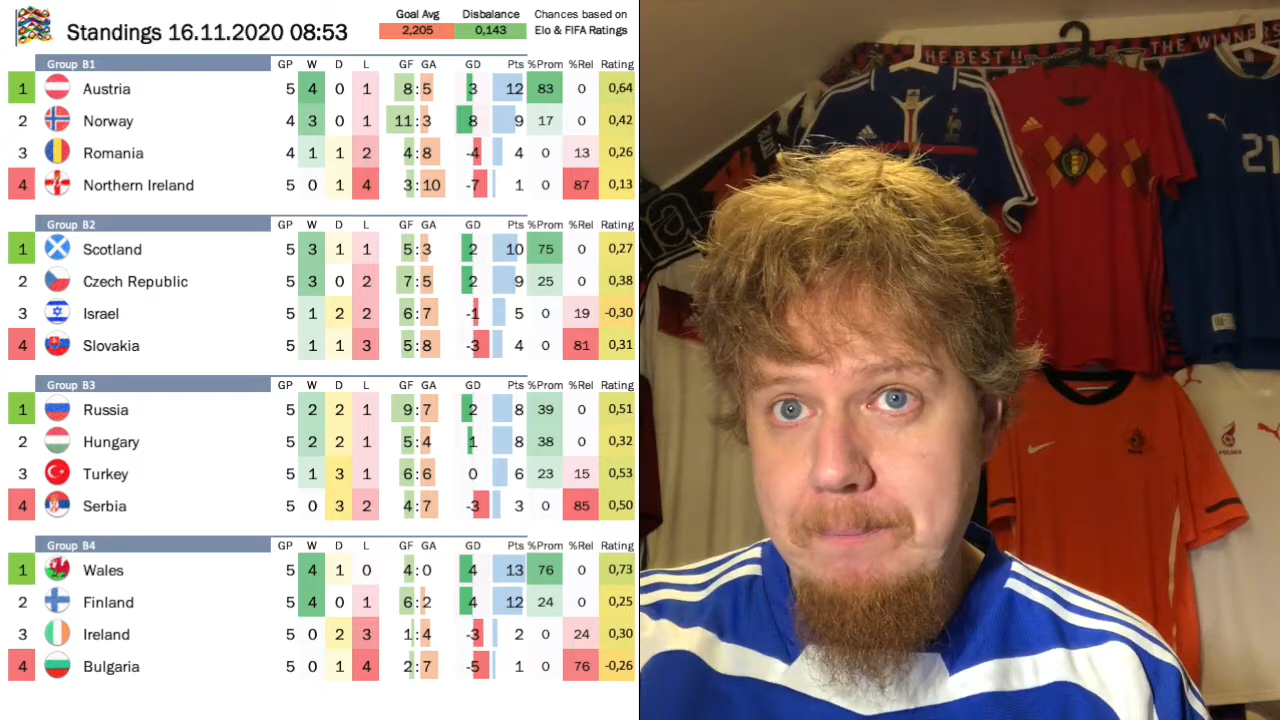 Standings 16.11.2020 08:53
Goal Avg Disbalance Chances based on
2,205 0,143 Elo & FIFA Ratings
Group B1 GP W D L GF GA GD Pts %Prom %Rel Rating
1 Austria 5 4 0 1 8:5 3 12 83 0 0,64
2 Norway 4 3 0 1 11:3 8 9 17 0 0,42
3 Romania 4 1 1 2 4:8 -4 4 0 13 0,26
4 Northern Ireland 5 0 1 4 3:10 -7 1 0 87 0,13
Group B2 GP W D L GF GA GD Pts %Prom %Rel Rating
1 Scotland 5 3 1 1 5:3 2 10 75 0 0,27
2 Czech Republic 5 3 0 2 7:5 2 9 25 0 0,38
3 Israel 5 1 2 2 6:7 -1 5 0 19 -0,30
4 Slovakia 5 1 1 3 5:8 -3 4 0 81 0,31
Group B3 GP W D L GF GA GD Pts %Prom %Rel Rating
1 Russia 5 2 2 1 9:7 2 8 39 0 0,51
2 Hungary 5 2 2 1 5:4 1 8 38 0 0,32
3 Turkey 5 1 3 1 6:6 0 6 23 15 0,53
4 Serbia 5 0 3 2 4:7 -3 3 0 85 0,50
Group B4 GP W D L GF GA GD Pts %Prom %Rel Rating
1 Wales 5 4 1 0 4:0 4 13 76 0 0,73
2 Finland 5 4 0 1 6:2 4 12 24 0 0,25
3 Ireland 5 0 2 3 1:4 -3 2 0 24 0,30
4 Bulgaria 5 0 1 4 2:7 -5 1 0 76 -0,26
HE BEST !! THE WINNERS
21
POLSKA